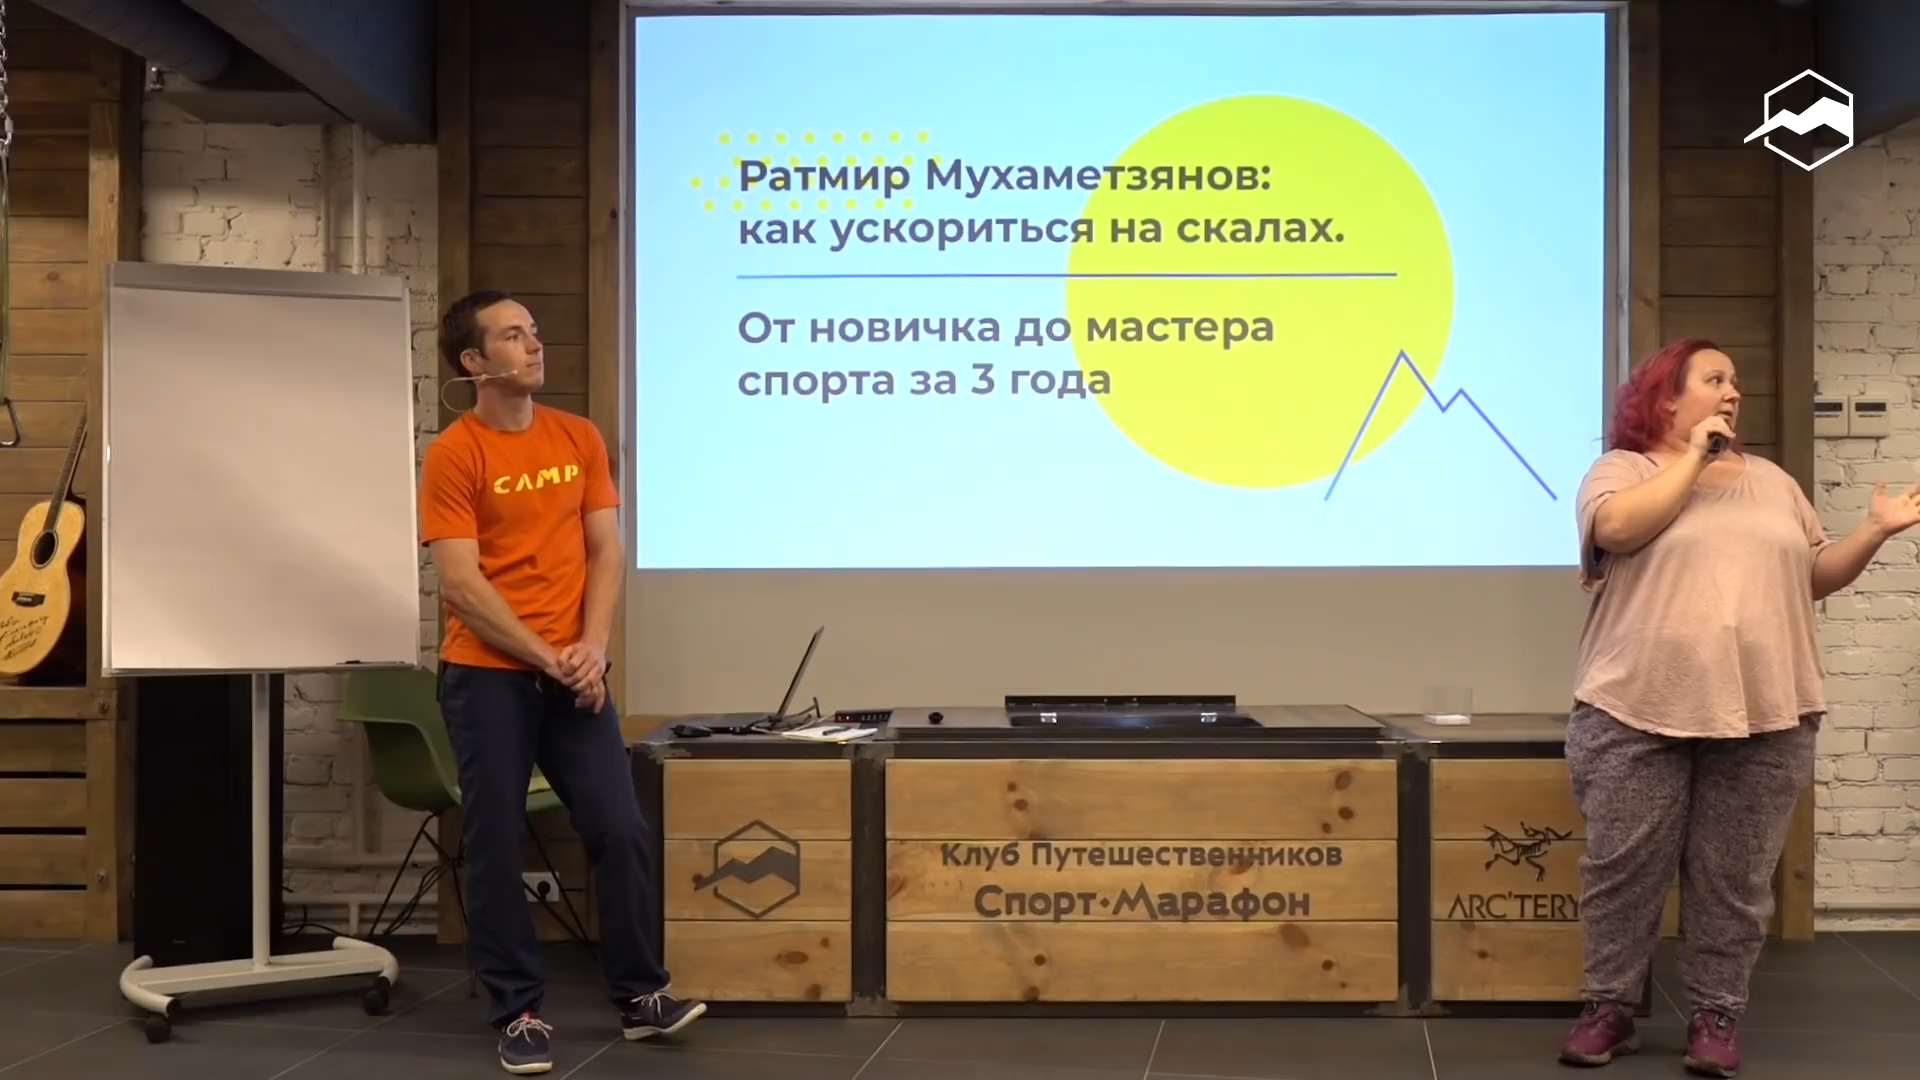 Ратмир Мухаметзянов:
как ускориться на скалах.
От новичка до мастера
спорта за 3 года
CAMP
Клуб Путешественников
Спорт·Марафон
ARC'TERY